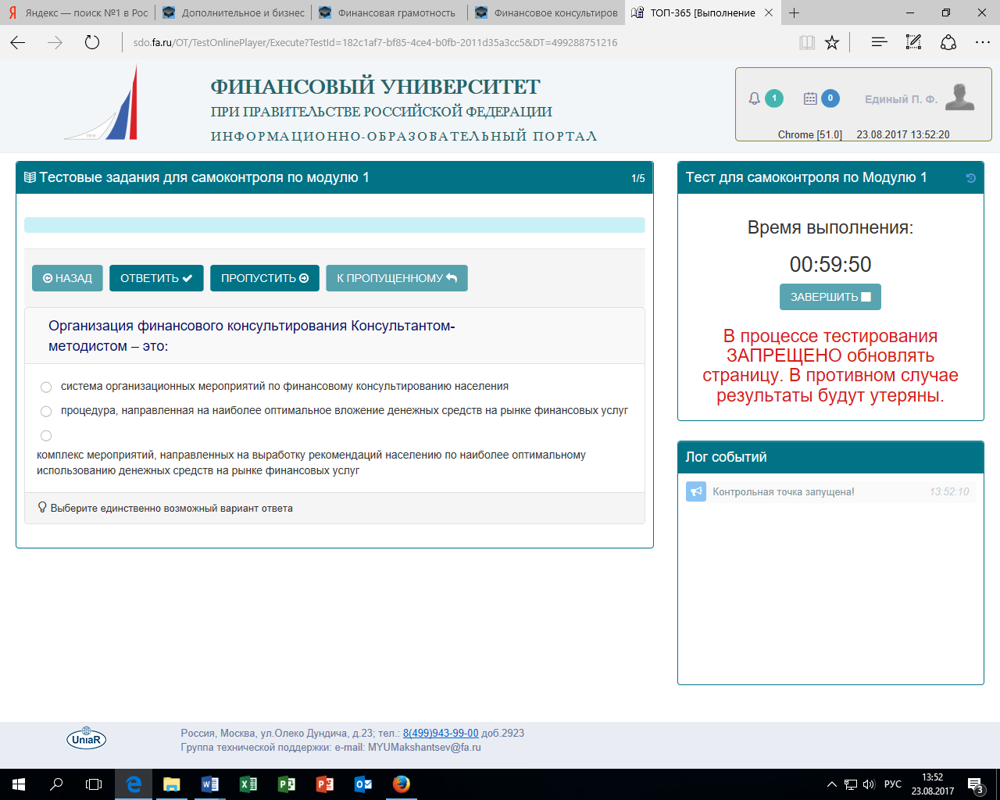 Яндекс — поиск №1 в Рос
Дополнительное и бизнес
Финансовая грамотность
Финансовое консультиров
ТОП-365 [Выполнение
sdo.fa.ru/OT/TestOnlinePlayer/Execute?TestId=182c1af7-bf85-4ce4-b0fb-2011d35a3cc5&DT=499288751216
1919
ФИНАНСОВЫЙ УНИВЕРСИТЕТ
ПРИ ПРАВИТЕЛЬСТВЕ РОССИЙСКОЙ ФЕДЕРАЦИИ
ИНФОРМАЦИОННО-ОБРАЗОВАТЕЛЬНЫЙ ПОРТАЛ
1 0 Единый П. Ф.
Chrome [51.0] 23.08.2017 13:52:20
Тестовые задания для самоконтроля по модулю 1 1/5
НАЗАД ОТВЕТИТЬ ПРОПУСТИТЬ К ПРОПУЩЕННОМУ
Организация финансового консультирования Консультантом-
методистом – это:
система организационных мероприятий по финансовому консультированию населения
процедура, направленная на наиболее оптимальное вложение денежных средств на рынке финансовых услуг
комплекс мероприятий, направленных на выработку рекомендаций населению по наиболее оптимальному
использованию денежных средств на рынке финансовых услуг
Выберите единственно возможный вариант ответа
Тест для самоконтроля по Модулю 1
Время выполнения:
00:59:50
ЗАВЕРШИТЬ
В процессе тестирования
ЗАПРЕЩЕНО обновлять
страницу. В противном случае
результаты будут утеряны.
Лог событий
Контрольная точка запущена! 13:52:10
UniaR
Россия, Москва, ул.Олеко Дундича, д.23; тел.: 8(499)943-99-00 доб.2923
Группа технической поддержки: e-mail: MYUMakshantsev@fa.ru
РУС
13:52
23.08.2017
3